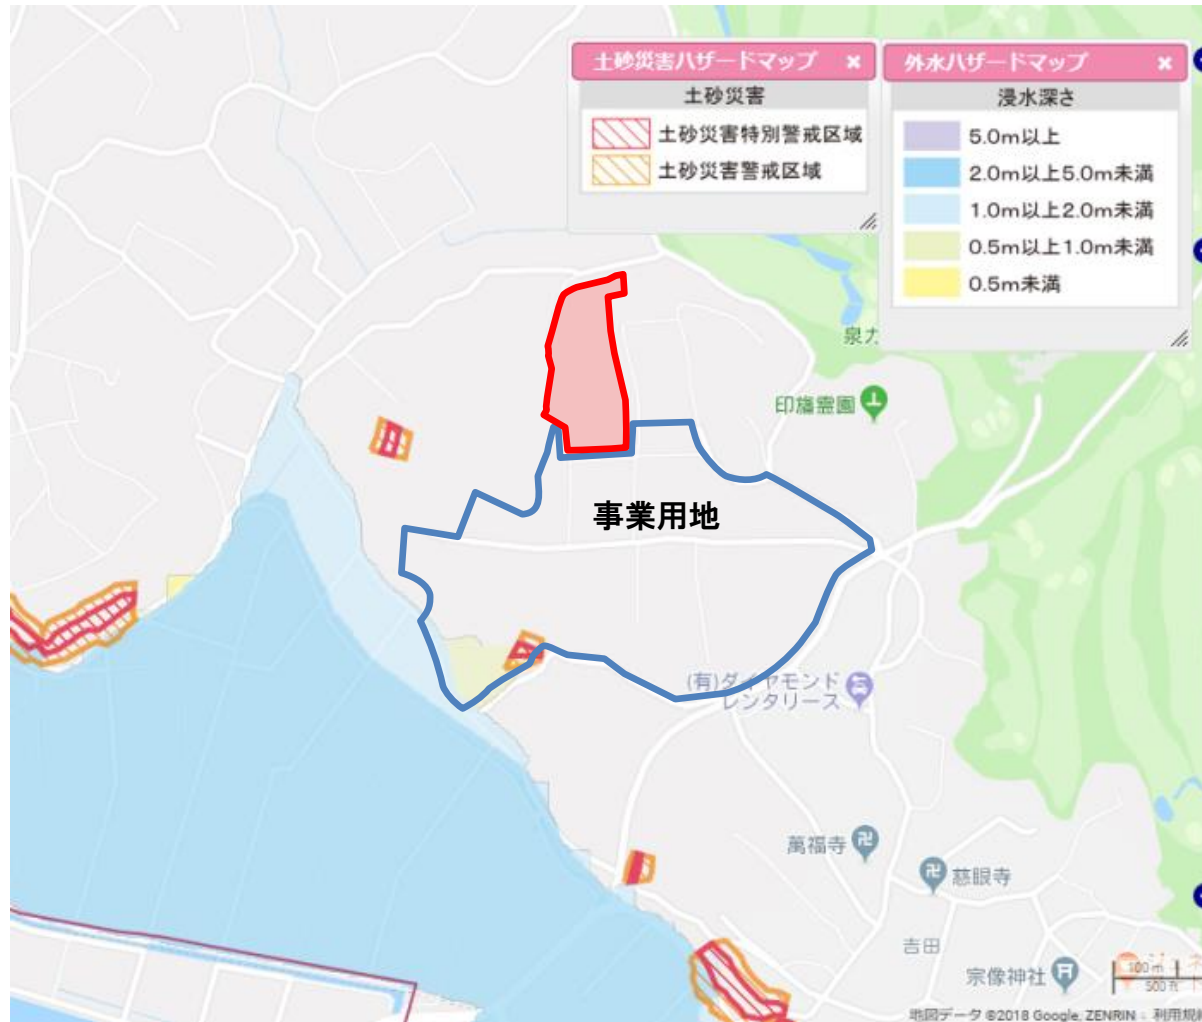 土砂災害ハザードマップ ×
土砂災害
土砂災害特別警戒区域
土砂災害警戒区域
外水ハザードマップ ×
浸水深さ
5.0m以上
2.0m以上5.0m未満
1.0m以上2.0m未満
0.5m以上1.0m未満
0.5m未満
泉カ
印旛霊園
事業用地
(有)ダイヤモンド
レンタリース
萬福寺
慈眼寺
吉田
宗像神社
100 m
500 ft
地図データ ©2018 Google, ZENRIN
利用規